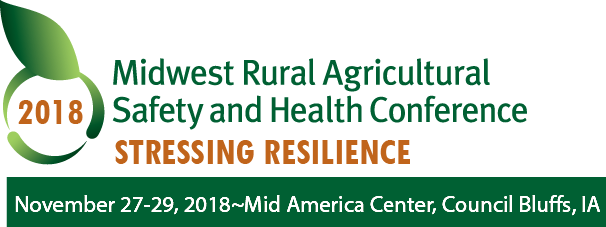 2018
Midwest Rural Agricultural
Safety and Health Conference
STRESSING RESILIENCE
November 27-29, 2018~Mid America Center, Council Bluffs, IA